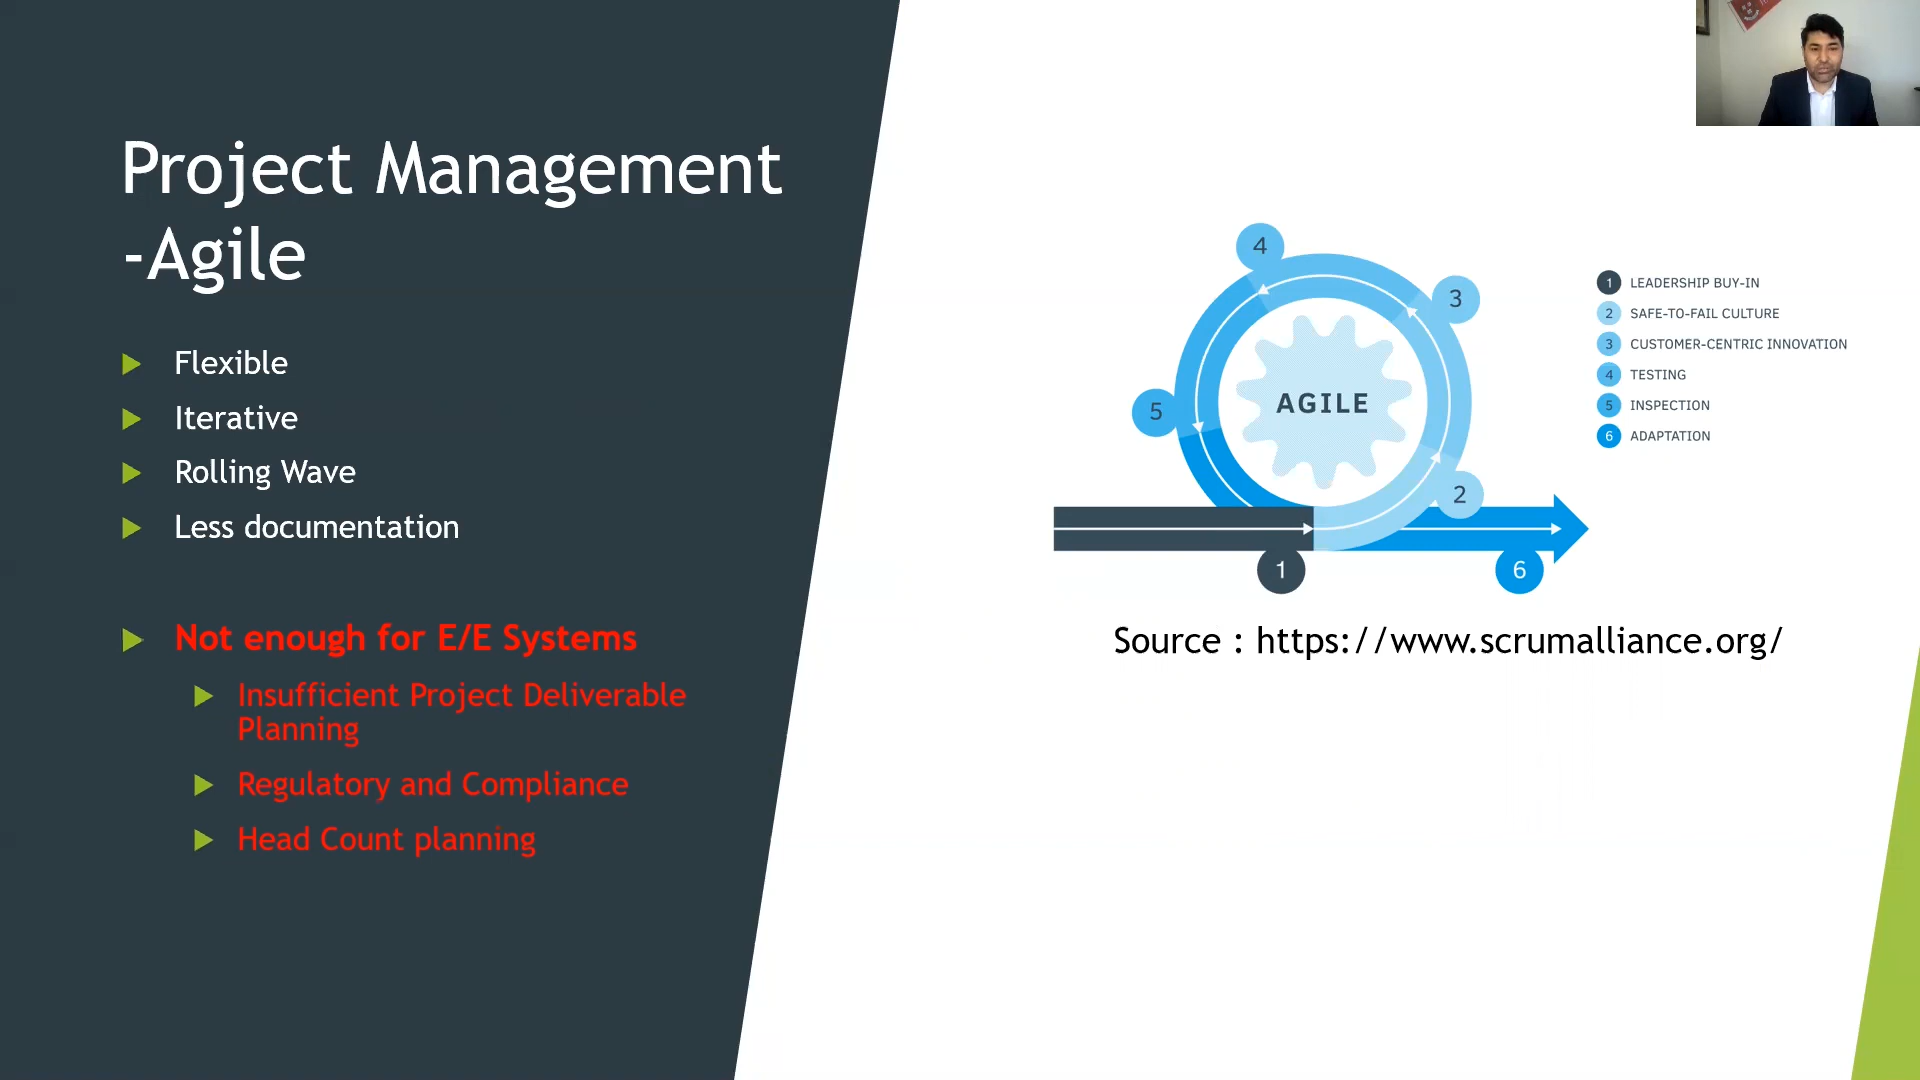 Project Management
-Agile
Flexible
Iterative
Rolling Wave
Less documentation
Not enough for E/E Systems
Insufficient Project Deliverable
Planning
Regulatory and Compliance
Head Count planning
4
3
5
AGILE
2
1
6
1 LEADERSHIP BUY-IN
2 SAFE-TO-FAIL CULTURE
3 CUSTOMER-CENTRIC INNOVATION
4 TESTING
5 INSPECTION
6 ADAPTATION
Source : https://www.scrumalliance.org/